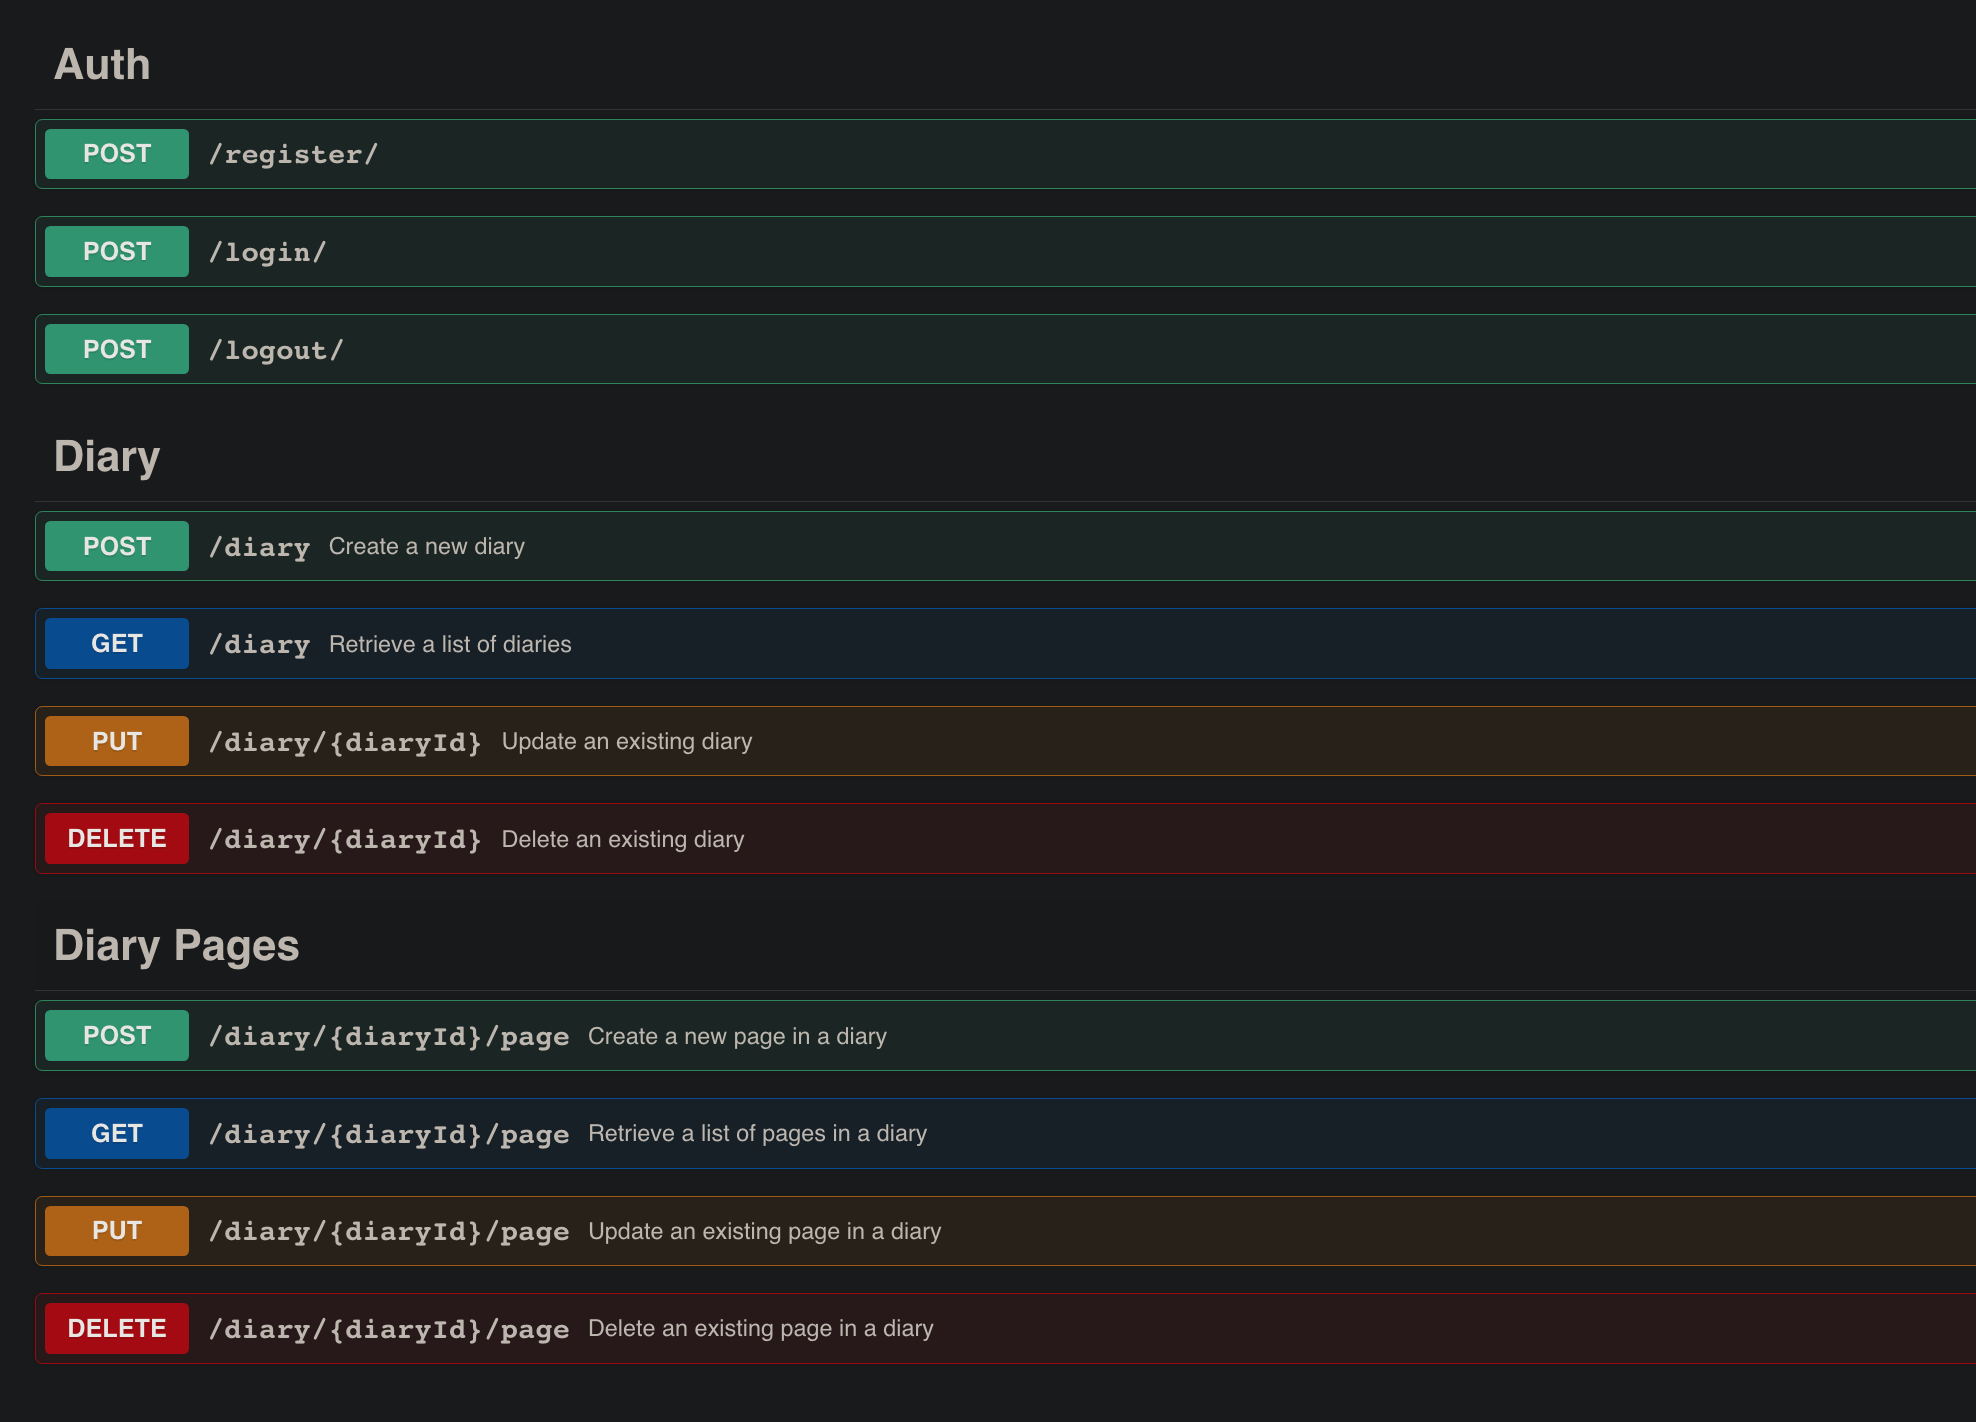 Auth
POST /register/
POST /login/
POST /logout/
Diary
POST /diary Create a new diary
GET /diary Retrieve a list of diaries
PUT /diary/{diaryId} Update an existing diary
DELETE /diary/{diaryId} Delete an existing diary
Diary Pages
POST /diary/{diaryId}/page Create a new page in a diary
GET /diary/{diaryId}/page Retrieve a list of pages in a diary
PUT /diary/{diaryId}/page Update an existing page in a diary
DELETE /diary/{diaryId}/page Delete an existing page in a diary